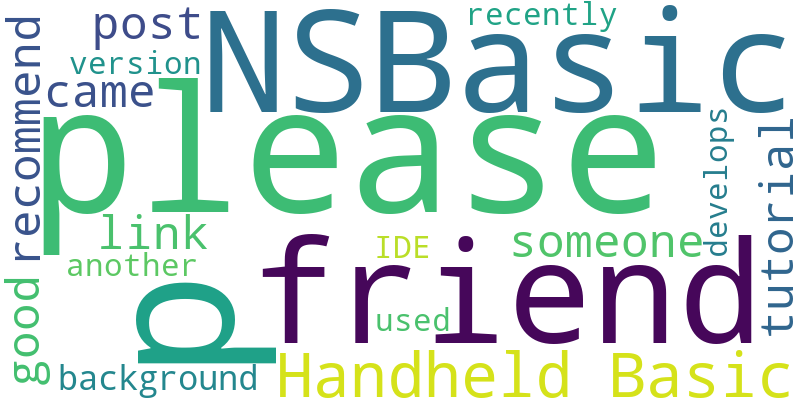 post
NSBasic
recently
version
came
please
recommend
link
someone
develops
tutorial
another
IDE
friend
good
p
used
background
Handheld Basic